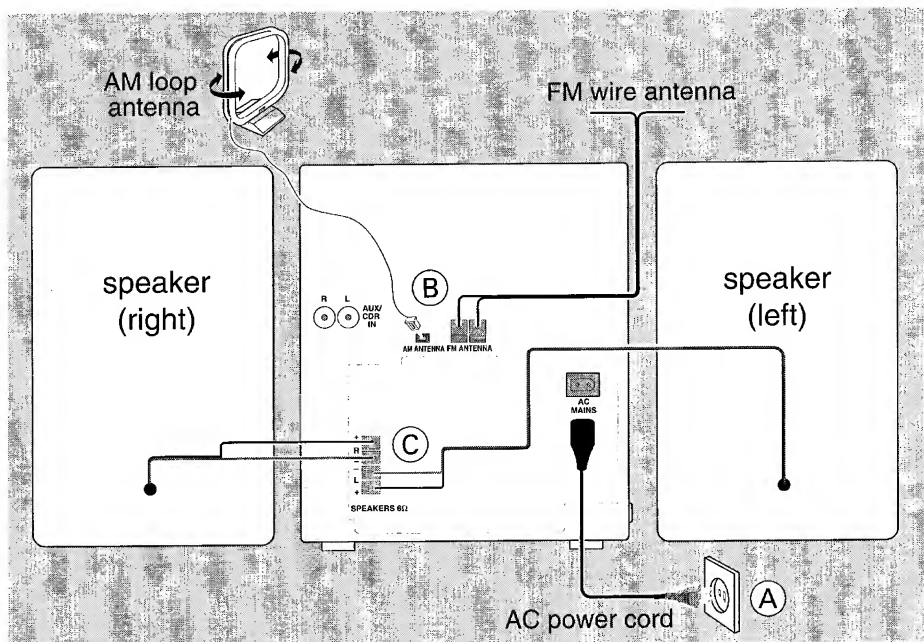 AM loop
antenna
FM wire antenna
speaker
(right)
speaker
(left)
B
R L
AUX/
CDR
IN
AM ANTENNA FM ANTENNA
AC
MAINS
+
R
–
C
–
L
+
SPEAKERS 6Ω
A
AC power cord